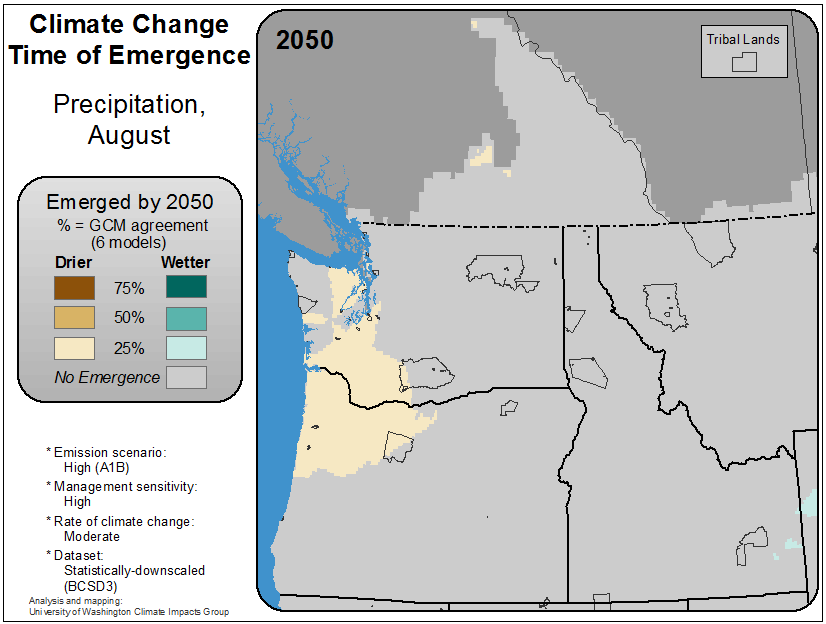 Climate Change
Time of Emergence
Precipitation,
August
Emerged by 2050
% = GCM agreement
(6 models)
Drier Wetter
75%
50%
25%
No Emergence
* Emission scenario:
High (A1B)
* Management sensitivity:
High
* Rate of climate change:
Moderate
* Dataset:
Statistically-downscaled
(BCSD3)
Analysis and mapping:
University of Washington Climate Impacts Group
2050
Tribal Lands